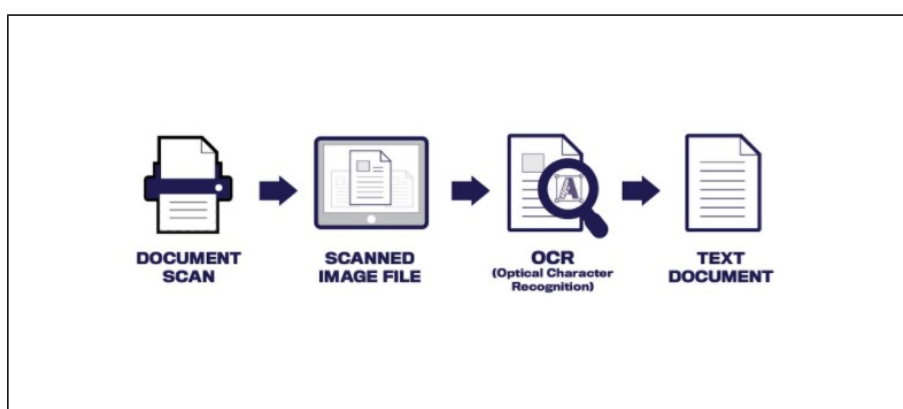 DOCUMENT
SCAN
SCANNED
IMAGE FILE
OCR
(Optical Character
Recognition)
TEXT
DOCUMENT